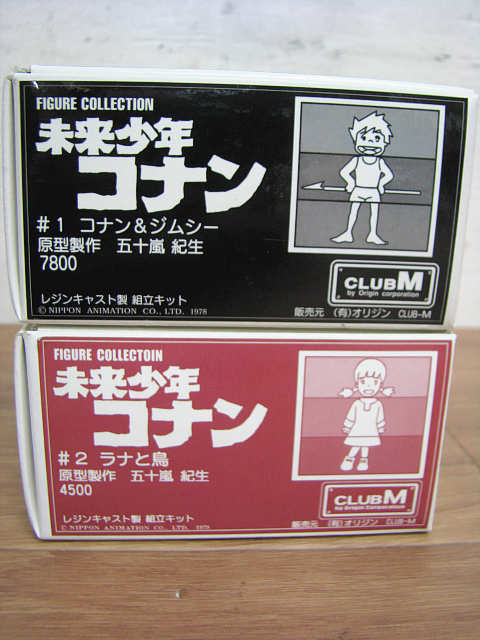 FIGURE COLLECTION
未来少年
コナン
#1 コナン&ジムシー
原型製作 五十嵐 紀生
7800
レジンキャスト製 組立キット
© NIPPON ANIMATION CO., LTD. 1978
CLUB M
by Origin corporation
販売元 (有)オリジン CLUB-M
FIGURE COLLECTOIN
未来少年
コナン
#2 ラナと鳥
原型製作 五十嵐 紀生
4500
レジンキャスト製 組立キット
© NIPPON ANIMATION CO., LTD. 1978
CLUB M
by Origin Corporation
販売元 (有)オリジン CLUB-M